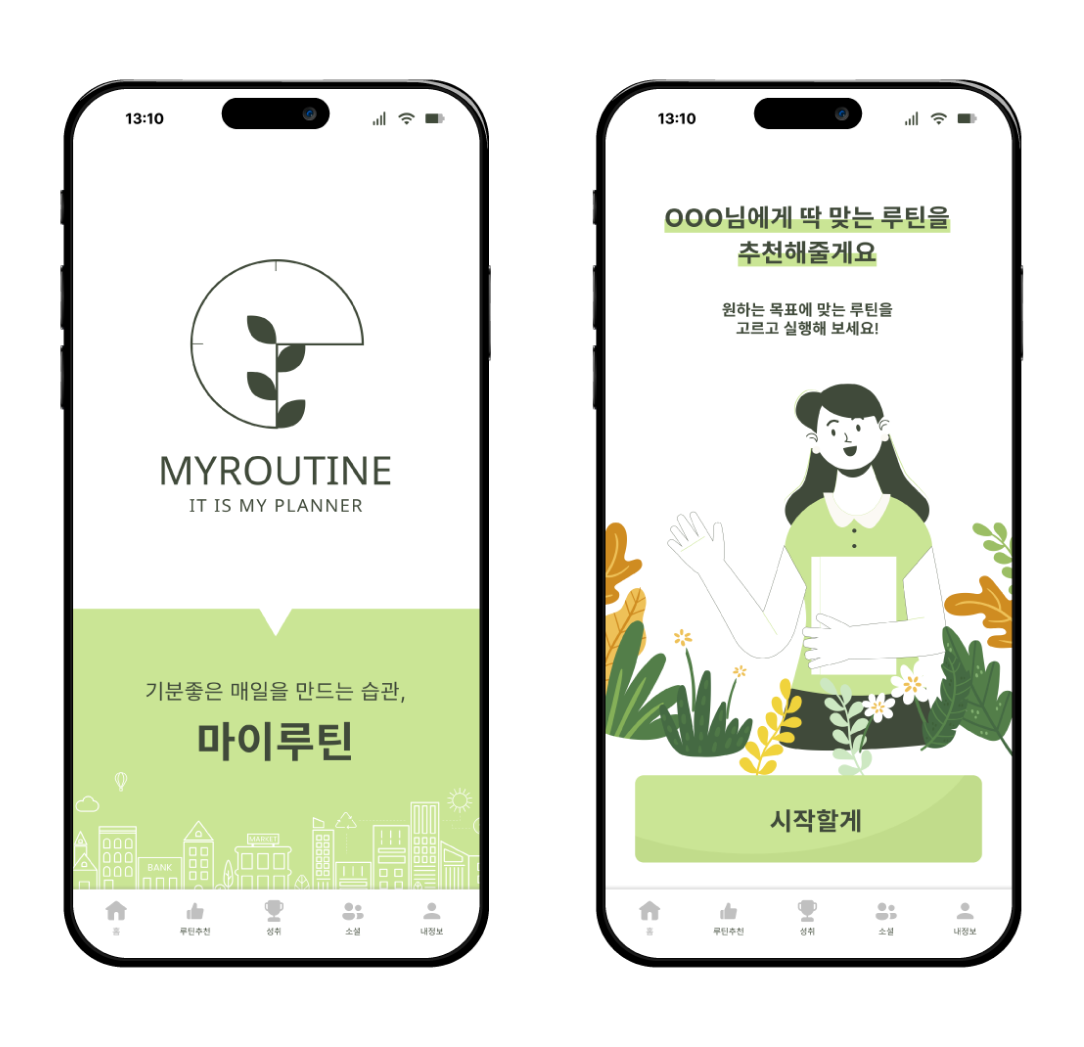 13:10
MYROUTINE
IT IS MY PLANNER
기분좋은 매일을 만드는 습관,
마이루틴
MARKET
BANK
홈
루틴추천
성취
소셜
내정보
13:10
OOO님에게 딱 맞는 루틴을
추천해줄게요
원하는 목표에 맞는 루틴을
고르고 실행해 보세요!
시작할게
홈
루틴추천
성취
소셜
내정보